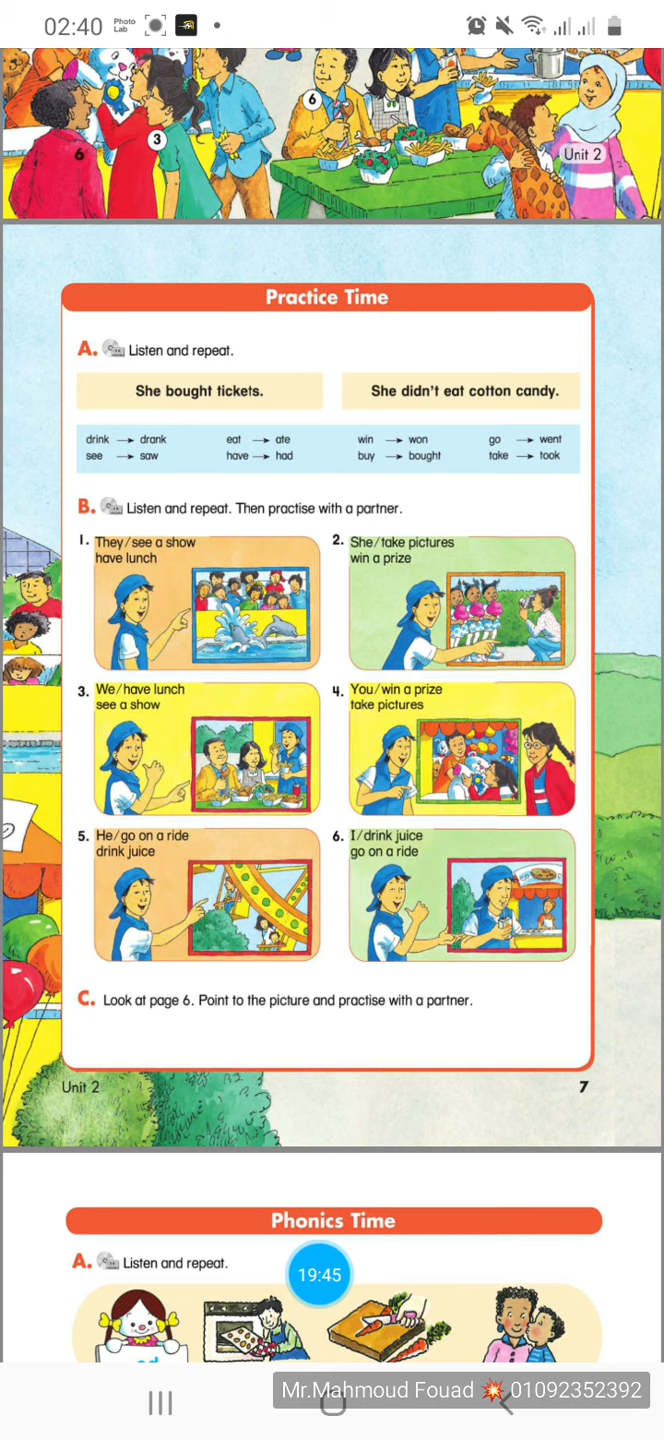 02:40 Photo Lab
6
3
6
Unit 2
Practice Time
A. Listen and repeat.
She bought tickets. She didn't eat cotton candy.
drink → drank eat → ate win → won go → went
see → saw have → had buy → bought take → took
B. Listen and repeat. Then practise with a partner.
1. They/see a show
have lunch
2. She/take pictures
win a prize
3. We/have lunch
see a show
4. You/win a prize
take pictures
5. He/go on a ride
drink juice
6. I/drink juice
go on a ride
C. Look at page 6. Point to the picture and practise with a partner.
Unit 2
7
Phonics Time
A. Listen and repeat.
19:45
Mr.Mahmoud Fouad 💥 01092352392